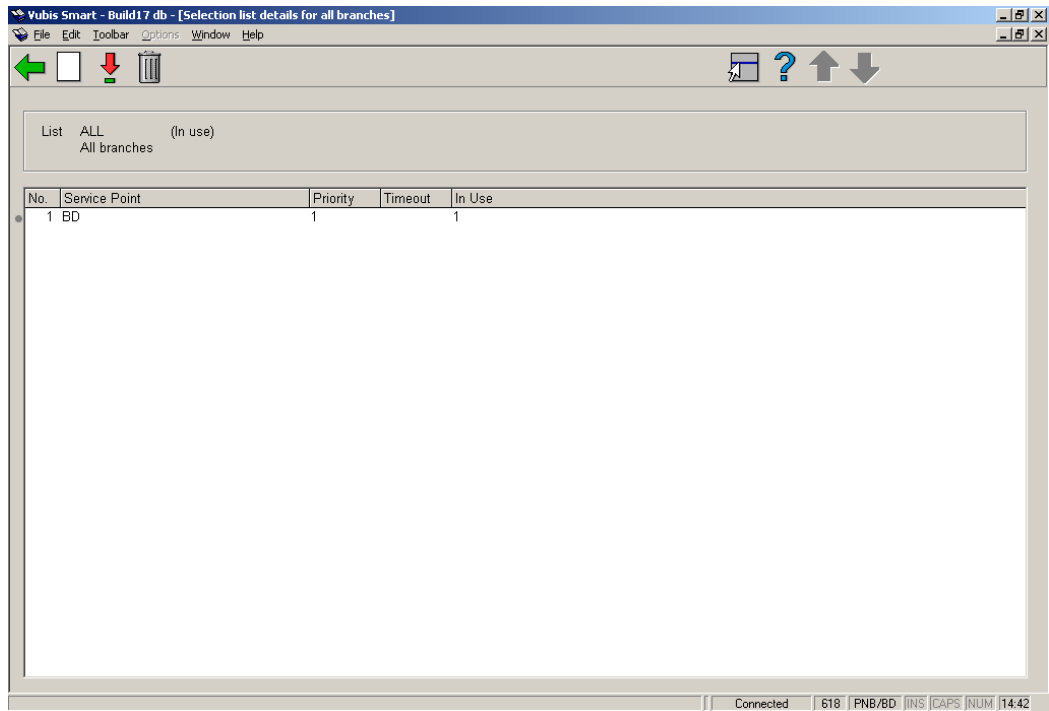 Vubis Smart - Build17 db - [Selection list details for all branches]
File Edit Toolbar Options Window Help
List ALL (In use)
All branches
No. Service Point Priority Timeout In Use
1 BD 1 1
Connected 618 PNB/BD INS CAPS NUM 14:42